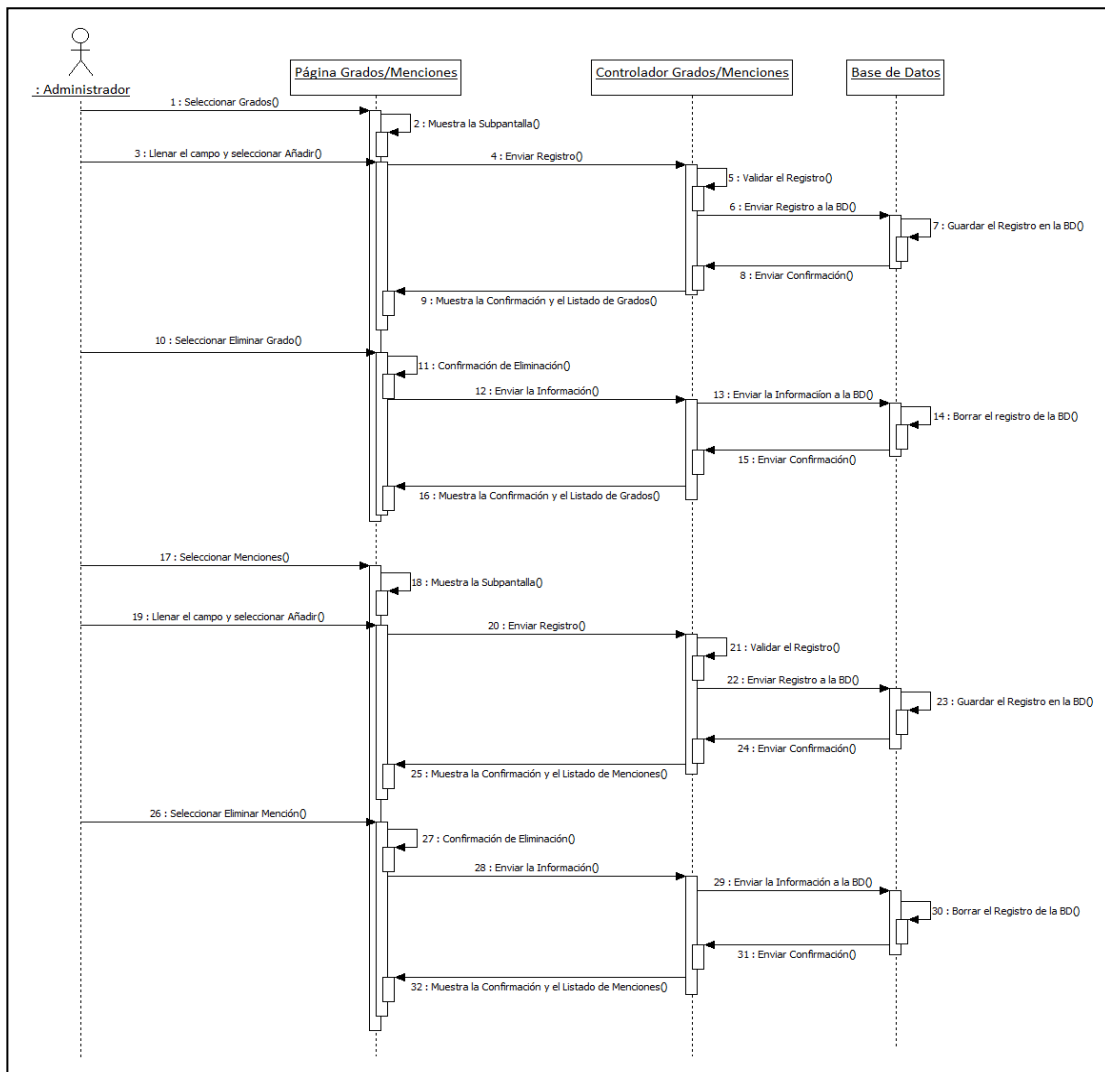 : Administrador
Página Grados/Menciones
Controlador Grados/Menciones
Base de Datos
1 : Seleccionar Grados()
2 : Muestra la Subpantalla()
3 : Llenar el campo y seleccionar Añadir()
4 : Enviar Registro()
5 : Validar el Registro()
6 : Enviar Registro a la BD()
7 : Guardar el Registro en la BD()
8 : Enviar Confirmación()
9 : Muestra la Confirmación y el Listado de Grados()
10 : Seleccionar Eliminar Grado()
11 : Confirmación de Eliminación()
12 : Enviar la Información()
13 : Enviar la Informacíion a la BD()
14 : Borrar el registro de la BD()
15 : Enviar Confirmación()
16 : Muestra la Confirmación y el Listado de Grados()
17 : Seleccionar Menciones()
18 : Muestra la Subpantalla()
19 : Llenar el campo y seleccionar Añadir()
20 : Enviar Registro()
21 : Validar el Registro()
22 : Enviar Registro a la BD()
23 : Guardar el Registro en la BD()
24 : Enviar Confirmación()
25 : Muestra la Confirmación y el Listado de Menciones()
26 : Seleccionar Eliminar Mención()
27 : Confirmación de Eliminación()
28 : Enviar la Información()
29 : Enviar la Información a la BD()
30 : Borrar el Registro de la BD()
31 : Enviar Confirmación()
32 : Muestra la Confirmación y el Listado de Menciones()